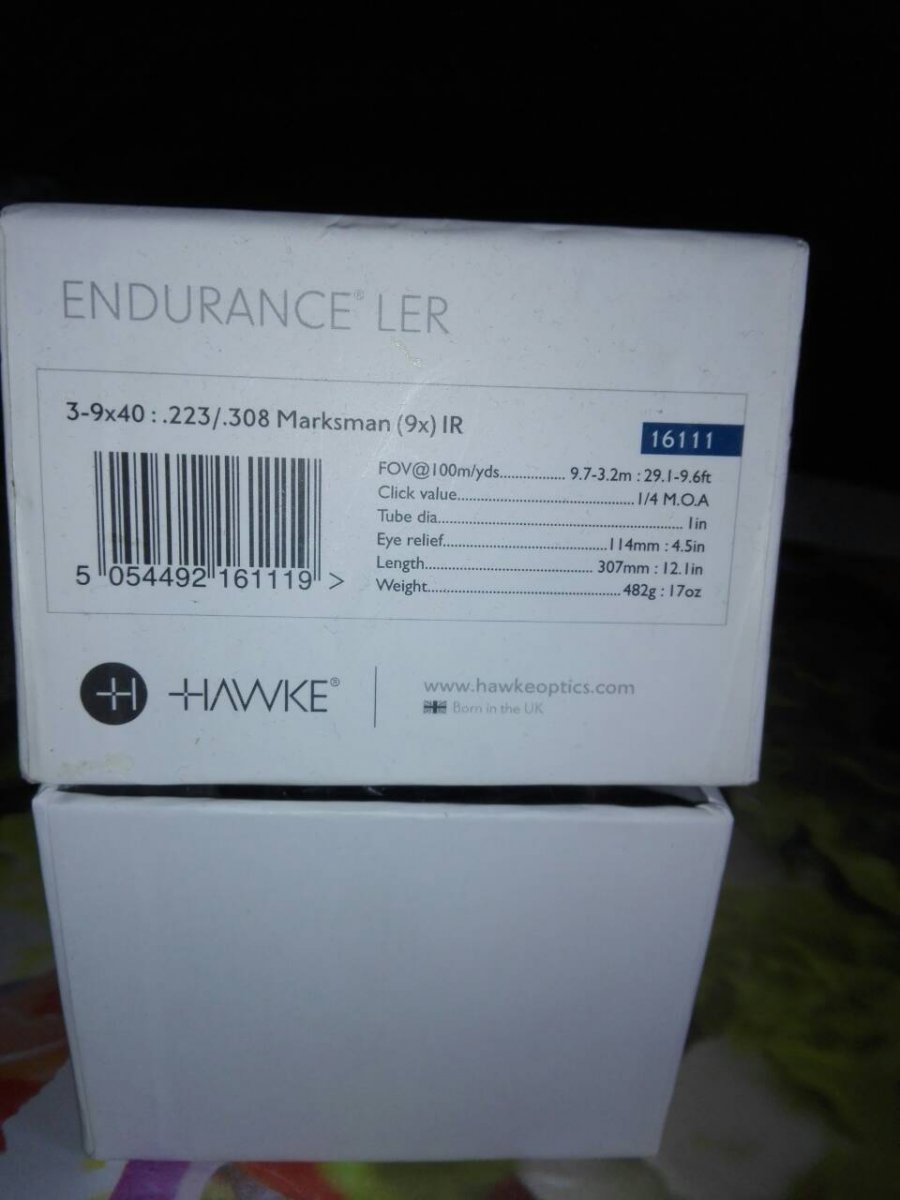 ENDURANCE® LER
3-9x40 : .223/.308 Marksman (9x) IR
16111
FOV@100m/yds............... 9.7-3.2m : 29.1-9.6ft
Click value........................................ 1/4 M.O.A
Tube dia....................................................... 1in
Eye relief.....................................114mm : 4.5in
Length..................................... 307mm : 12.1in
Weight...........................................482g : 17oz
5 054492 161119 >
HAWKE®
www.hawkeoptics.com
Born in the UK